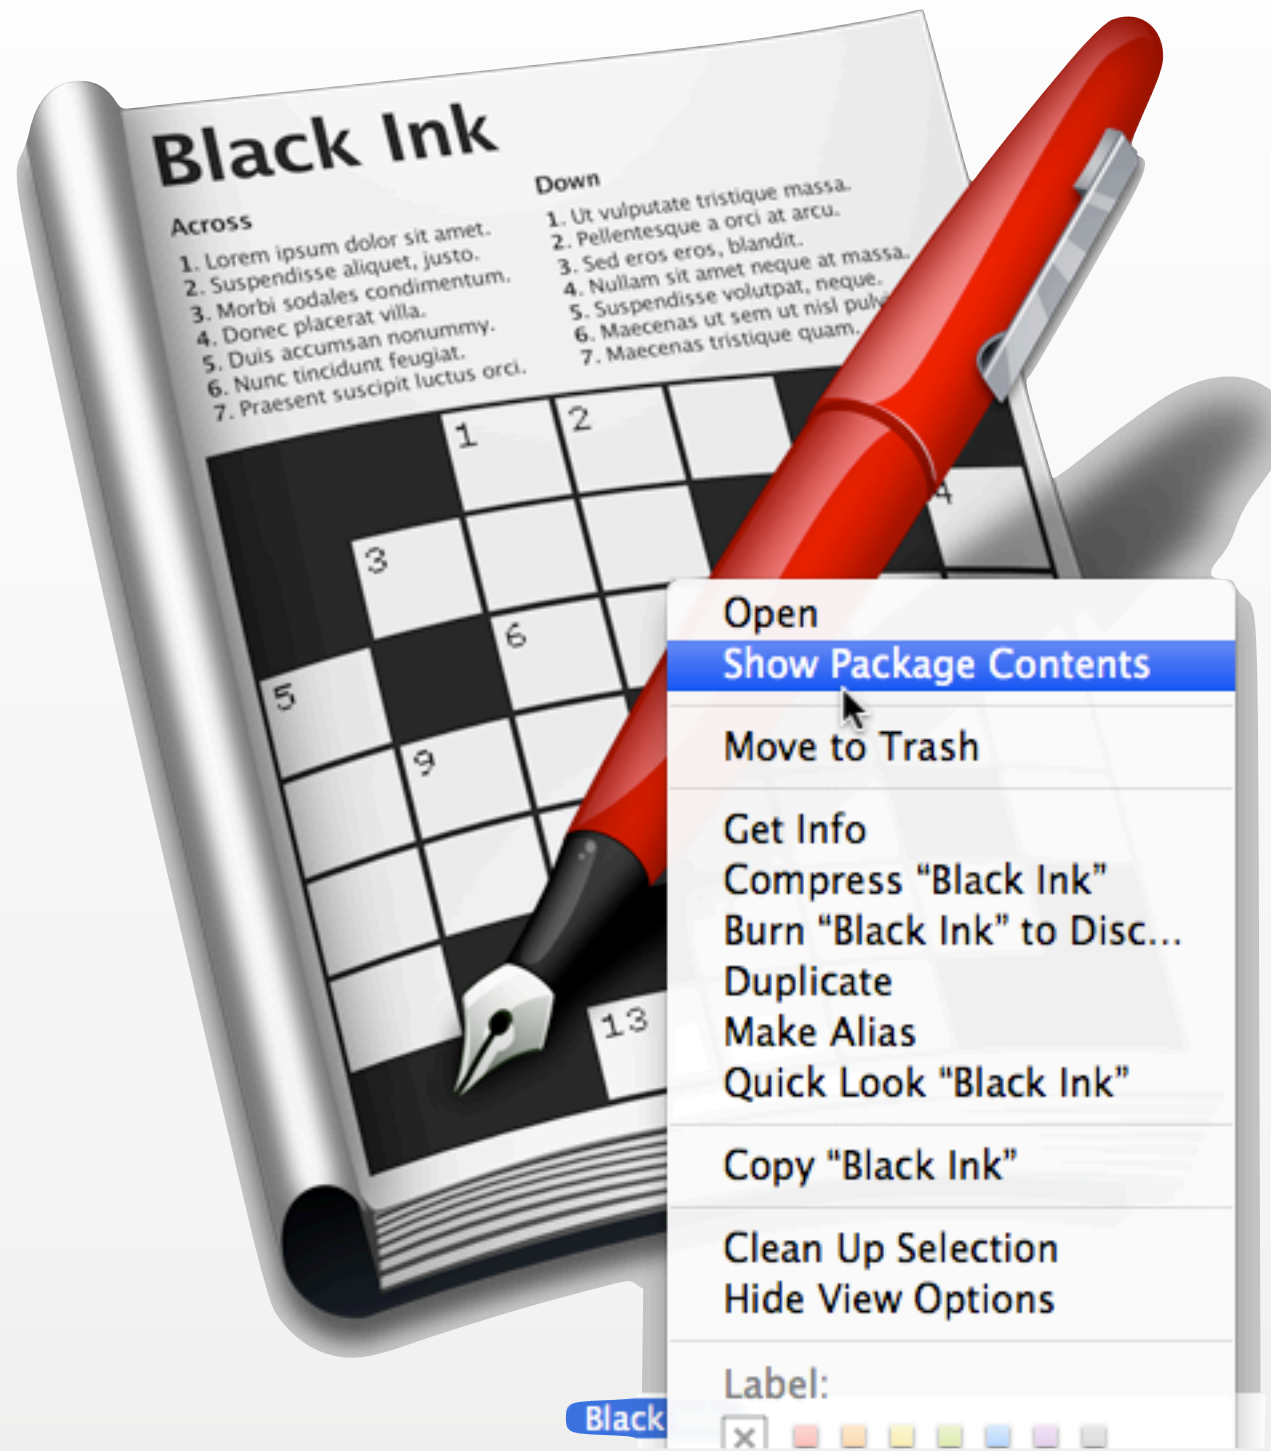 Black Ink
Across
1. Lorem ipsum dolor sit amet.
2. Suspendisse aliquet, justo.
3. Morbi sodales condimentum.
4. Donec placerat villa.
5. Duis accumsan nonummy.
6. Nunc tincidunt feugiat.
7. Praesent suscipit luctus orci.
Down
1. Ut vulputate tristique massa.
2. Pellentesque a orci at arcu.
3. Sed eros eros, blandit.
4. Nullam sit amet neque at massa.
5. Suspendisse volutpat, neque.
6. Maecenas ut sem ut nisl
7. Maecenas tristique quam.
1 2
4
3
6
5
9
13
Open
Show Package Contents
Move to Trash
Get Info
Compress “Black Ink”
Burn “Black Ink” to Disc...
Duplicate
Make Alias
Quick Look “Black Ink”
Copy “Black Ink”
Clean Up Selection
Hide View Options
Label:
Black